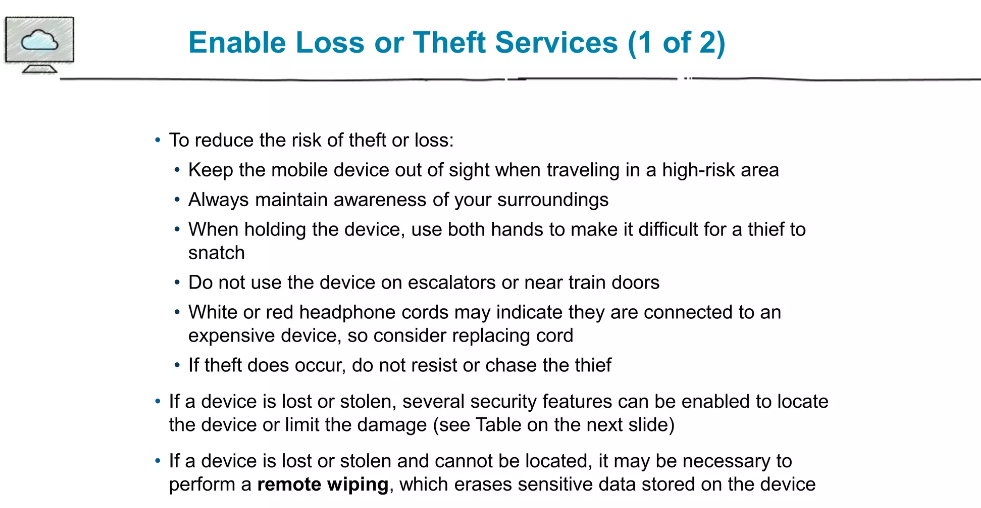 Enable Loss or Theft Services (1 of 2)
• To reduce the risk of theft or loss:
• Keep the mobile device out of sight when traveling in a high-risk area
• Always maintain awareness of your surroundings
• When holding the device, use both hands to make it difficult for a thief to
snatch
• Do not use the device on escalators or near train doors
• White or red headphone cords may indicate they are connected to an
expensive device, so consider replacing cord
• If theft does occur, do not resist or chase the thief
• If a device is lost or stolen, several security features can be enabled to locate
the device or limit the damage (see Table on the next slide)
• If a device is lost or stolen and cannot be located, it may be necessary to
perform a remote wiping, which erases sensitive data stored on the device